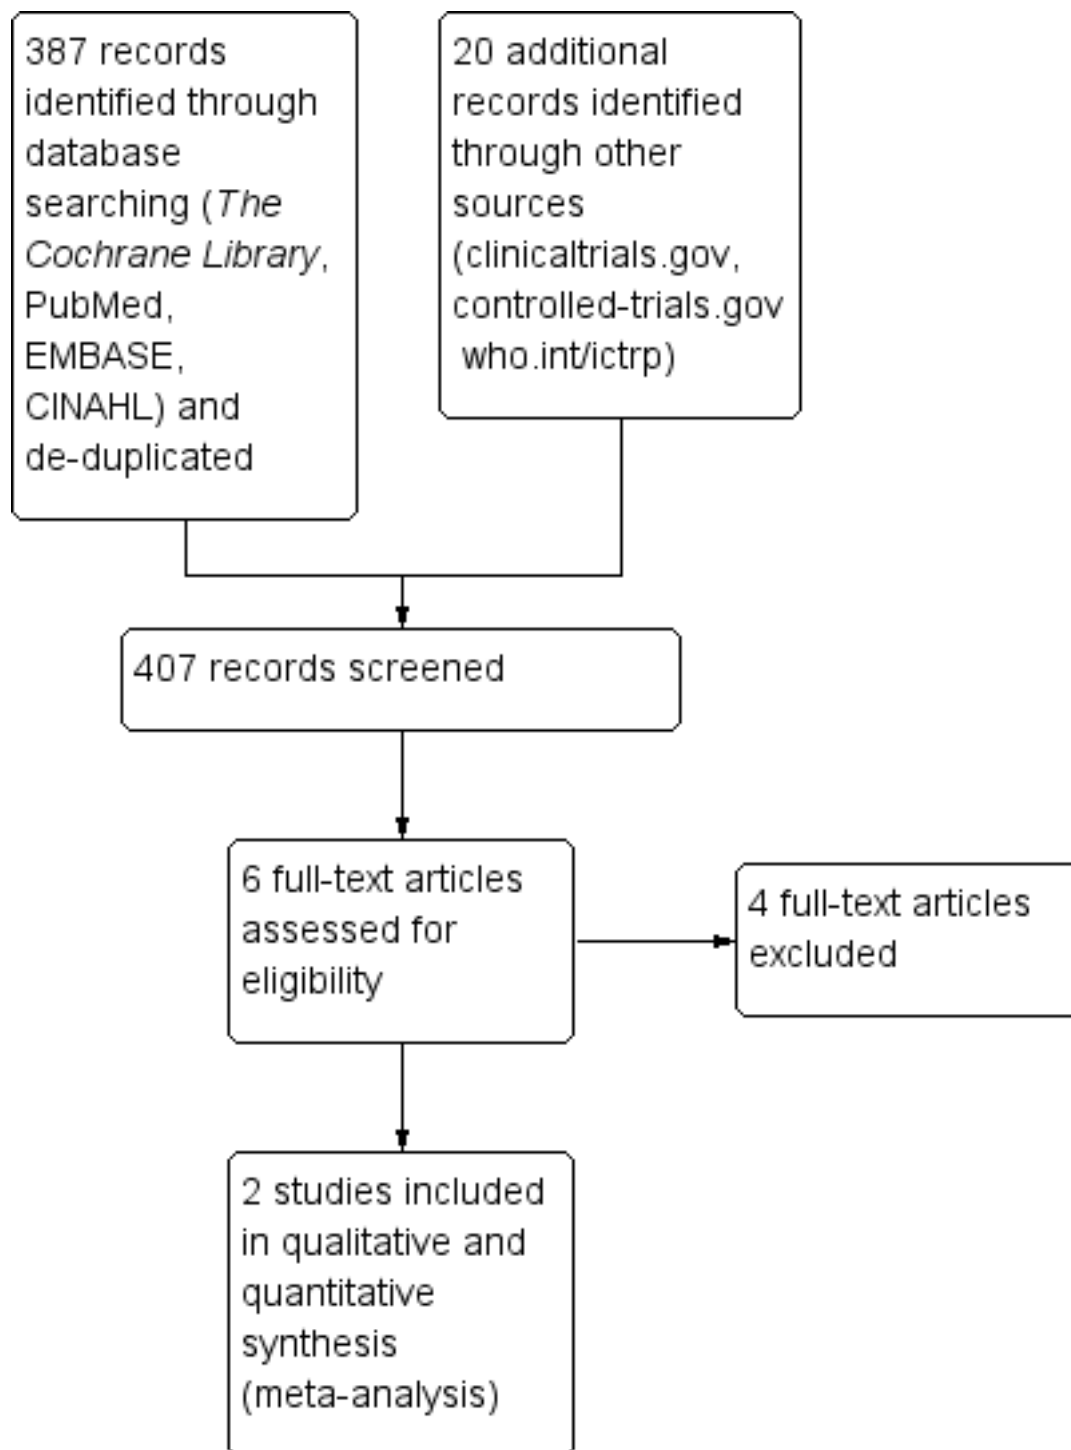 387 records
identified through
database
searching (The
Cochrane Library,
PubMed,
EMBASE,
CINAHL) and
de-duplicated
20 additional
records identified
through other
sources
(clinicaltrials.gov,
controlled-trials.gov
who.int/ictrp)
407 records screened
6 full-text articles
assessed for
eligibility
4 full-text articles
excluded
2 studies included
in qualitative and
quantitative
synthesis
(meta-analysis)